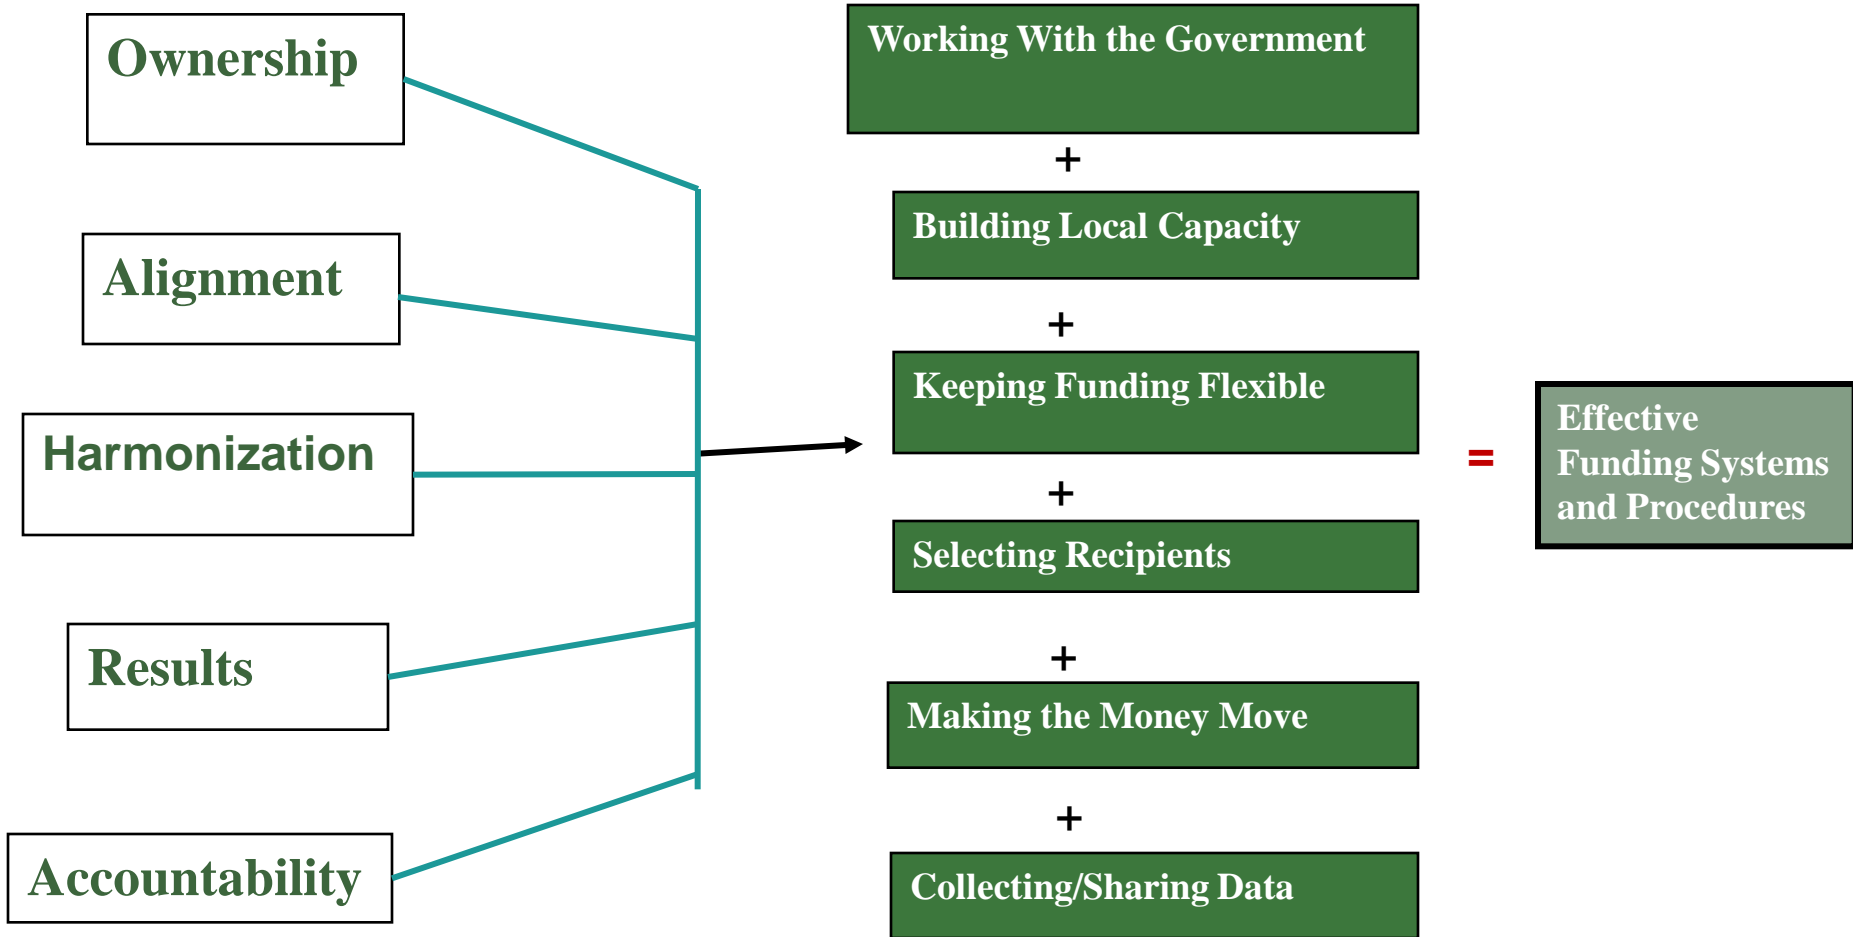 Ownership
Alignment
Harmonization
Results
Accountability
Working With the Government
+
Building Local Capacity
+
Keeping Funding Flexible
+
Selecting Recipients
+
Making the Money Move
+
Collecting/Sharing Data
=
Effective
Funding Systems
and Procedures